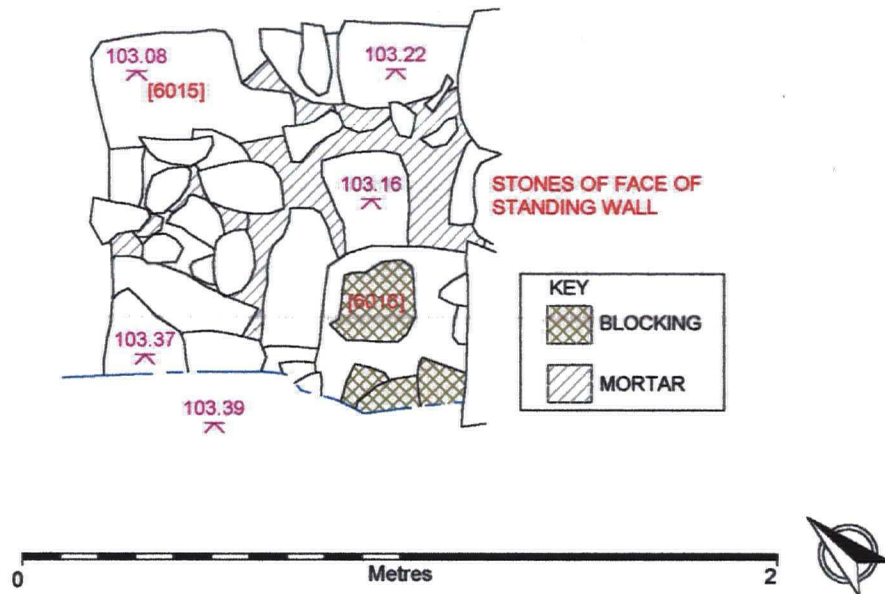 103.08
103.22
[6015]
103.16
STONES OF FACE OF
STANDING WALL
KEY
[6016]
BLOCKING
103.37
MORTAR
103.39
0
Metres
2